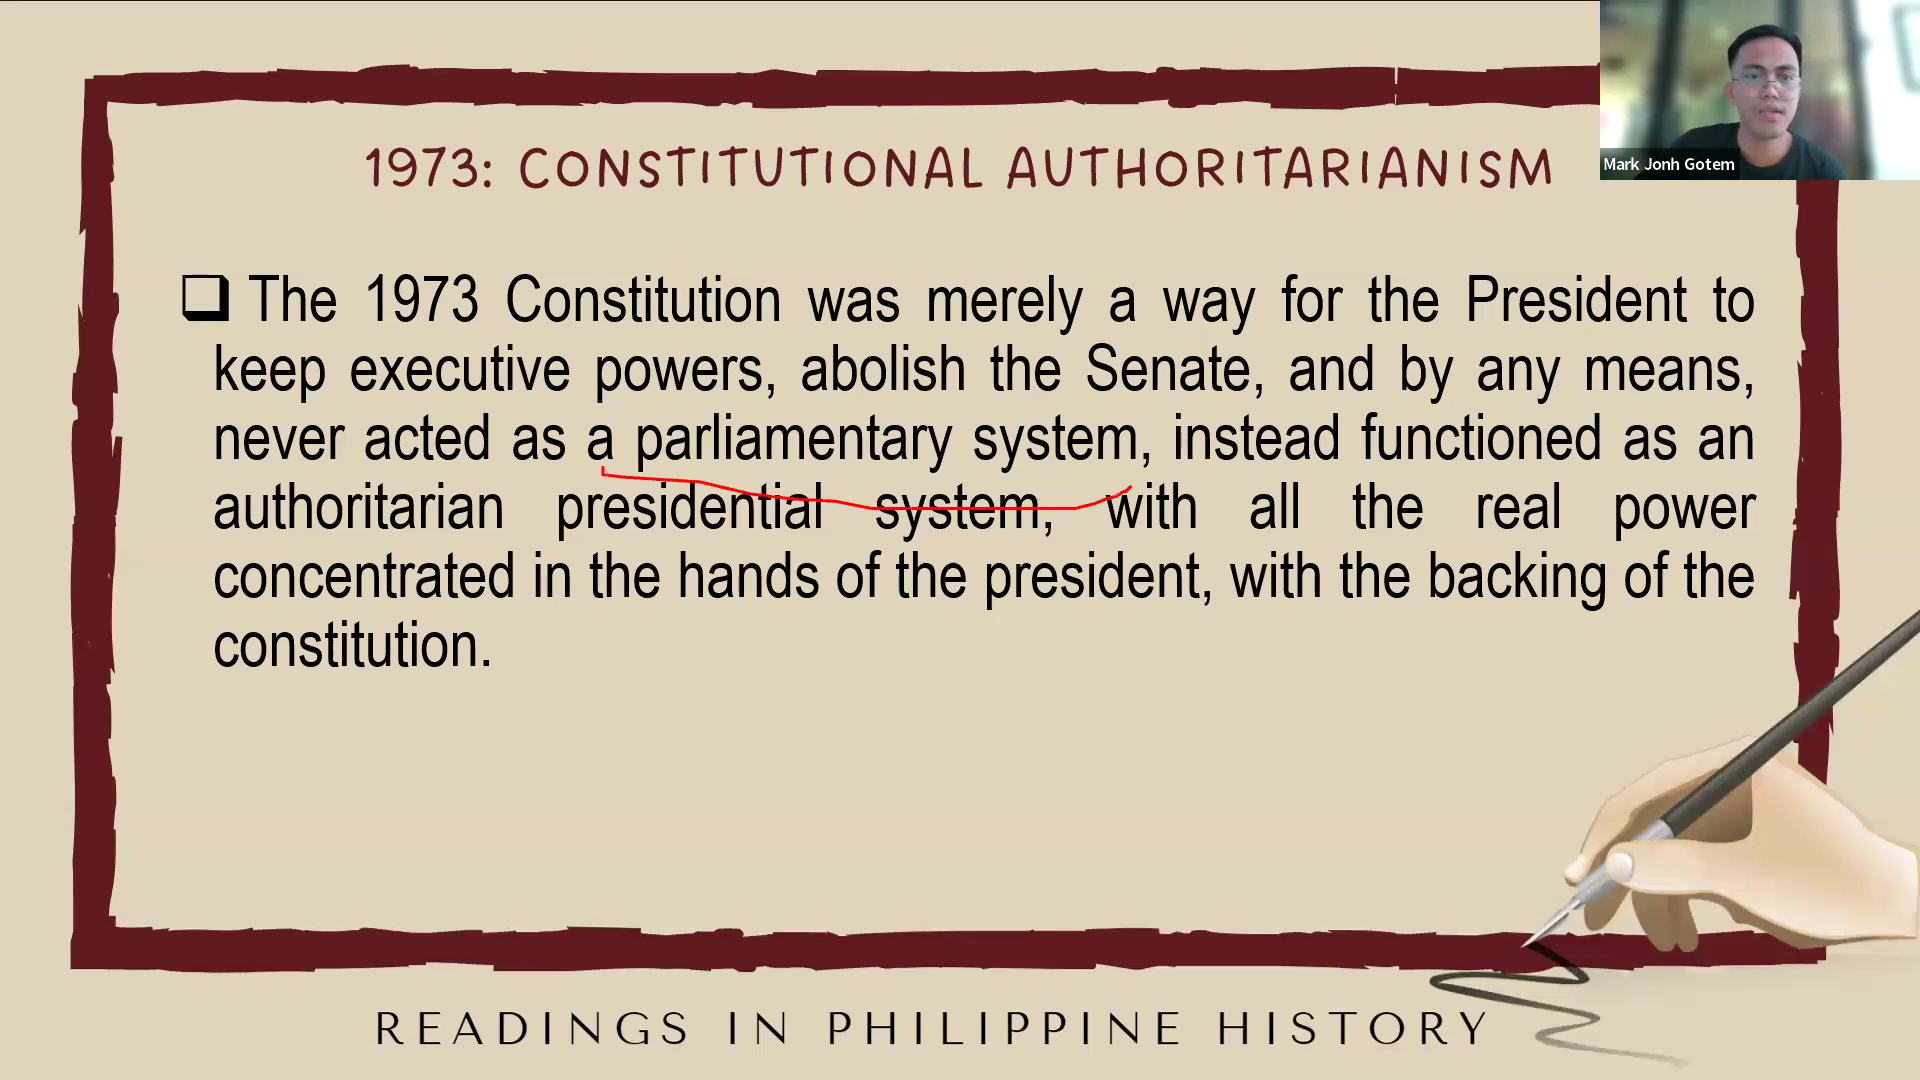 Mark Jonh Gotem
1973: CONSTITUTIONAL AUTHORITARIANISM
The 1973 Constitution was merely a way for the President to
keep executive powers, abolish the Senate, and by any means,
never acted as a parliamentary system, instead functioned as an
authoritarian presidential system, with all the real power
concentrated in the hands of the president, with the backing of the
constitution.
READINGS IN PHILIPPINE HISTORY